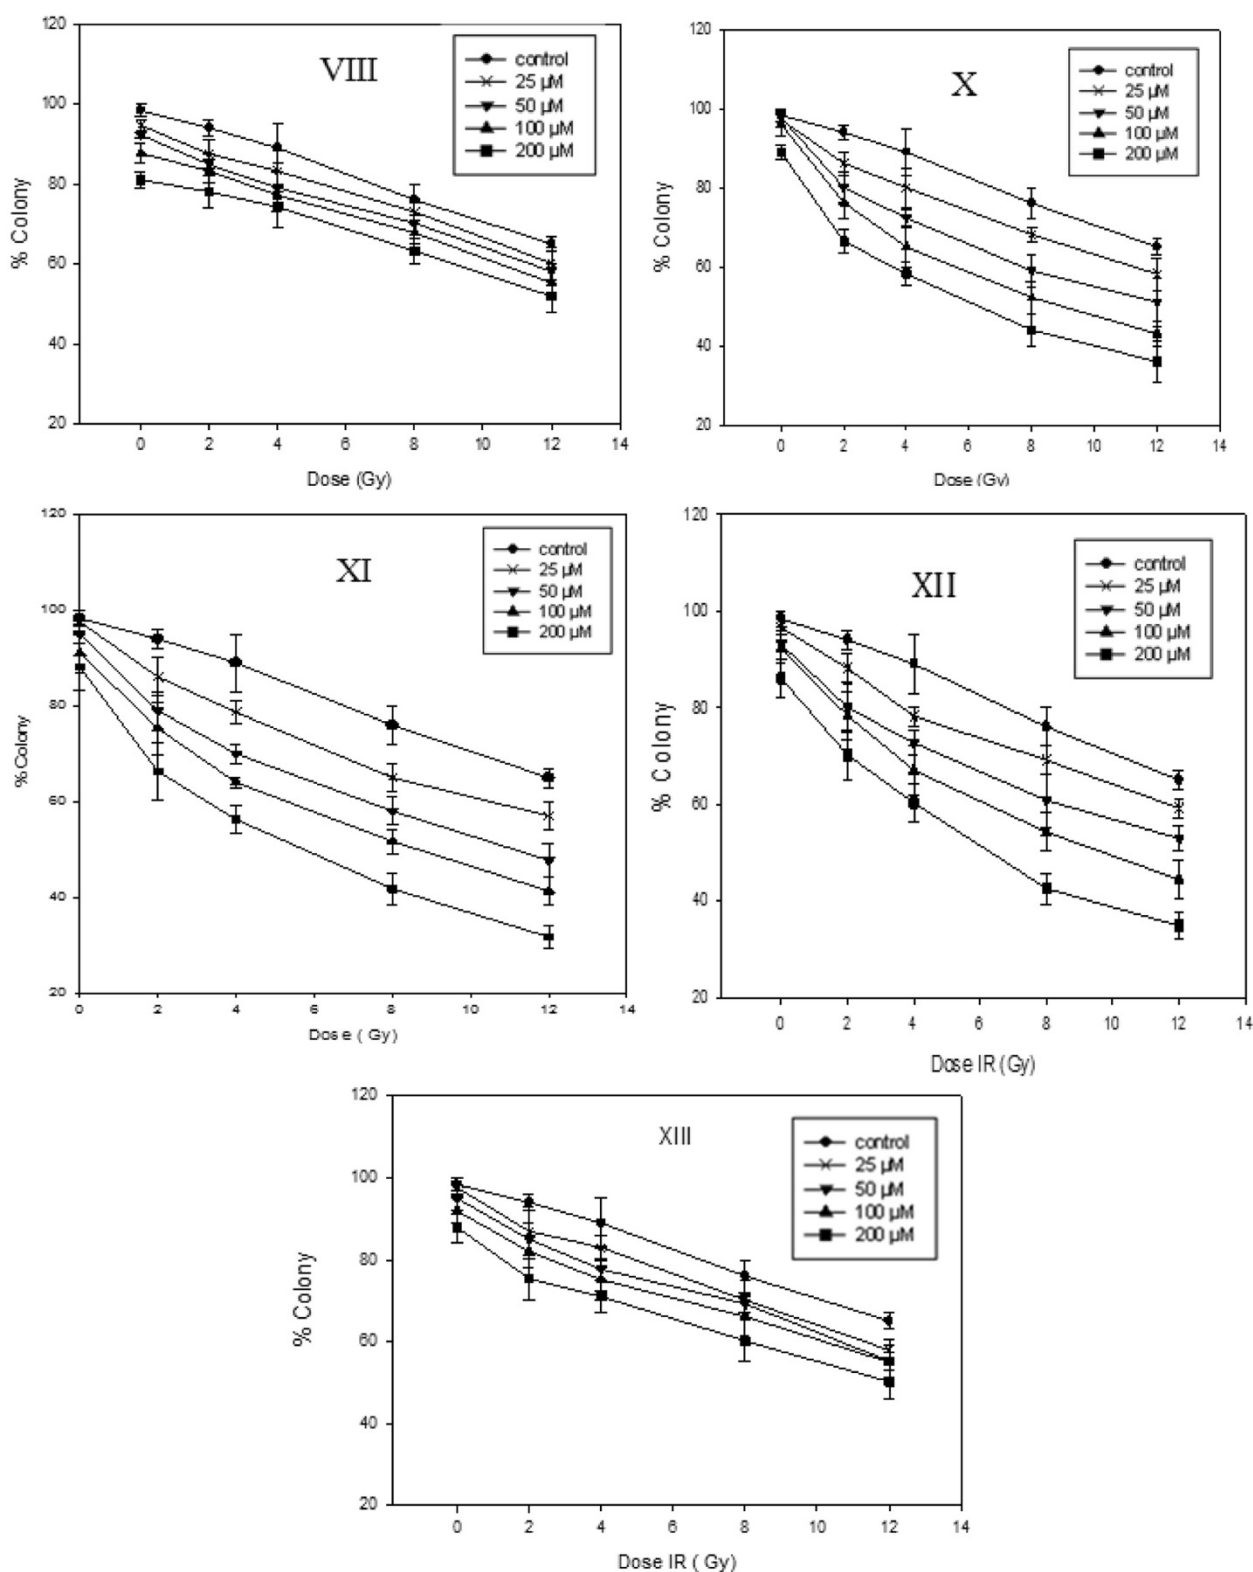 VIII
control
25 µM
50 µM
100 µM
200 µM
120
100
80
60
40
20
% Colony
0 2 4 6 8 10 12 14
Dose (Gy)
X
control
25 µM
50 µM
100 µM
200 µM
120
100
80
60
40
20
% Colony
0 2 4 6 8 10 12 14
Dose (Gy)
XI
control
25 µM
50 µM
100 µM
200 µM
120
100
80
60
40
20
% Colony
0 2 4 6 8 10 12 14
Dose ( Gy)
XII
control
25 µM
50 µM
100 µM
200 µM
120
100
80
60
40
20
% Colony
0 2 4 6 8 10 12 14
Dose IR (Gy)
XIII
control
25 µM
50 µM
100 µM
200 µM
120
100
80
60
40
20
% Colony
0 2 4 6 8 10 12 14
Dose IR ( Gy)